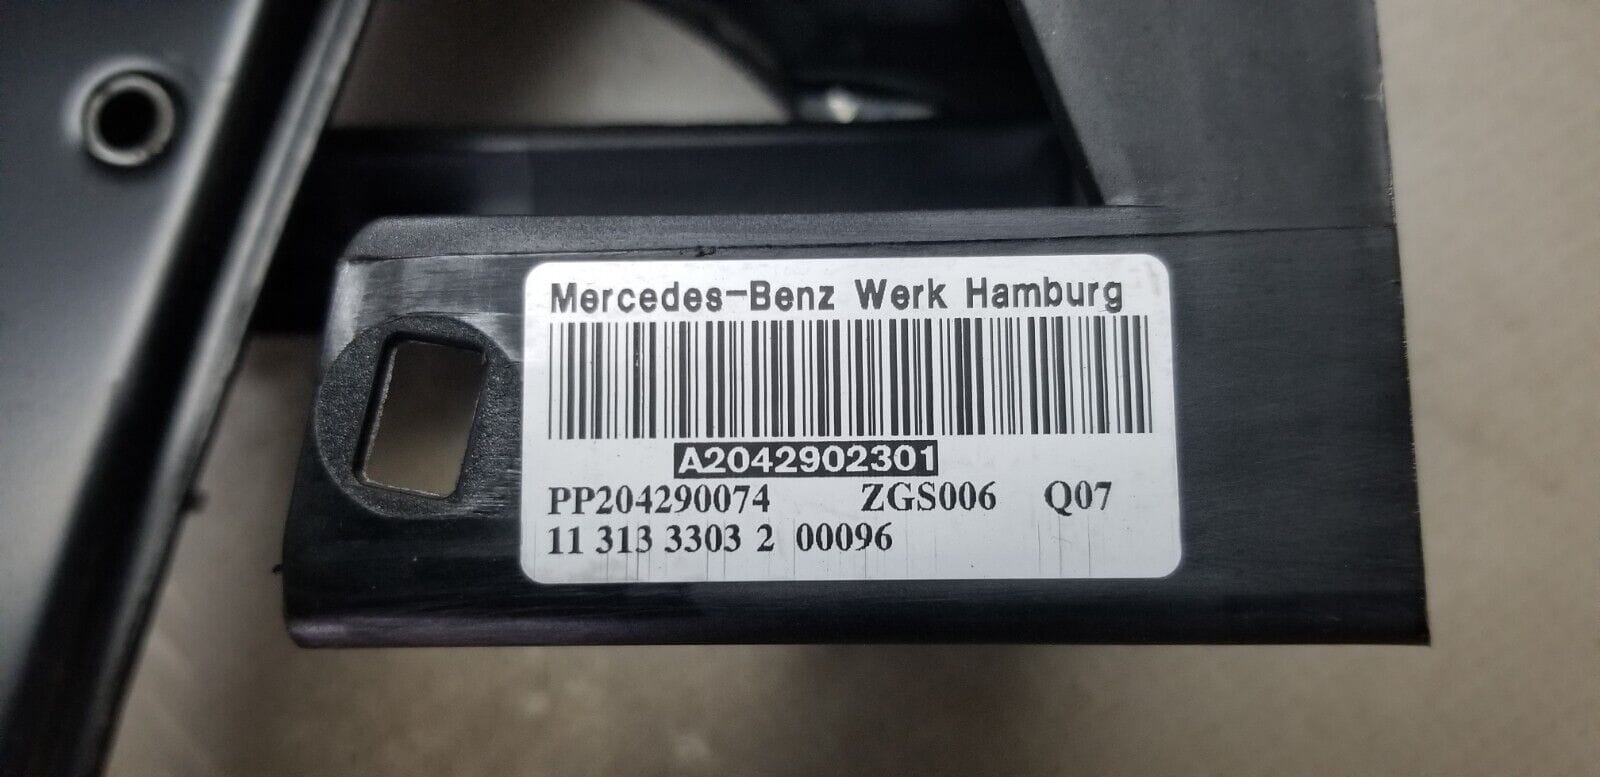 Mercedes-Benz Werk Hamburg
A2042902301
PP204290074 ZGS006 Q07
11 313 3303 2 00096